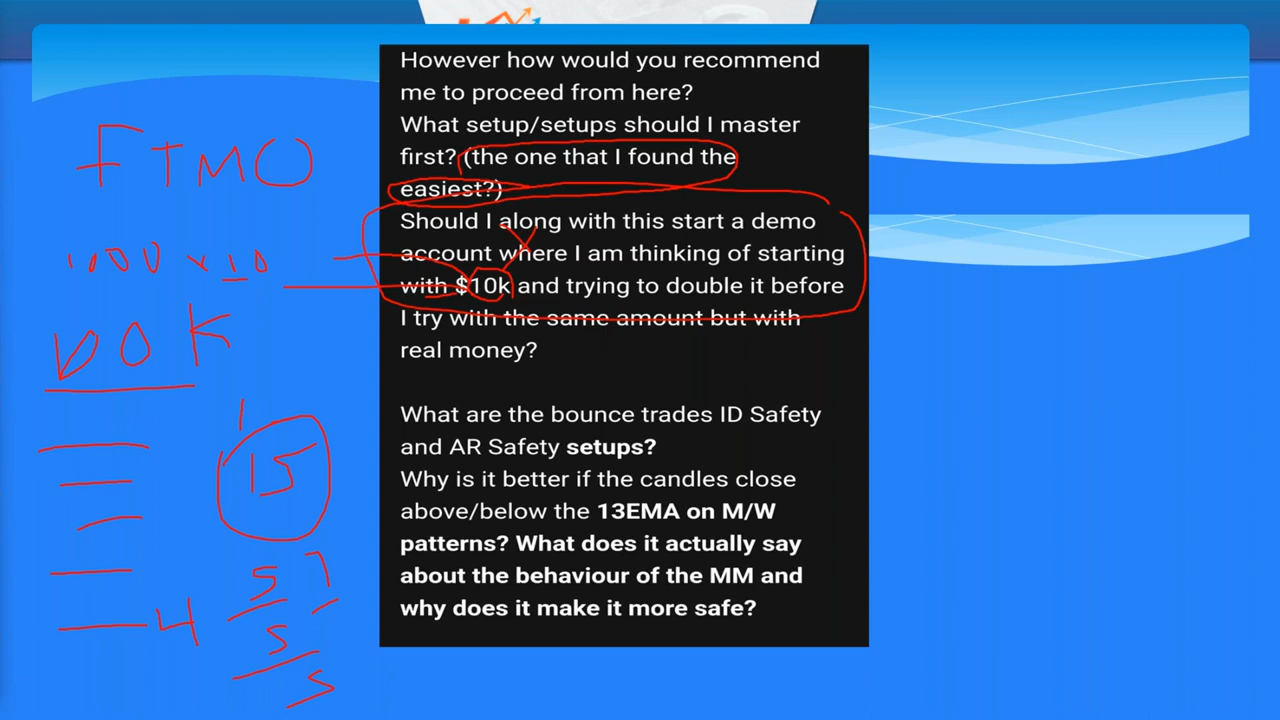 However how would you recommend
me to proceed from here?
What setup/setups should I master
first? (the one that I found the
easiest?)
Should I along with this start a demo
account where I am thinking of starting
with $10k and trying to double it before
I try with the same amount but with
real money?
What are the bounce trades ID Safety
and AR Safety setups?
Why is it better if the candles close
above/below the 13EMA on M/W
patterns? What does it actually say
about the behaviour of the MM and
why does it make it more safe?
FTMO
1000 x 10
K
15
5
4
5
5